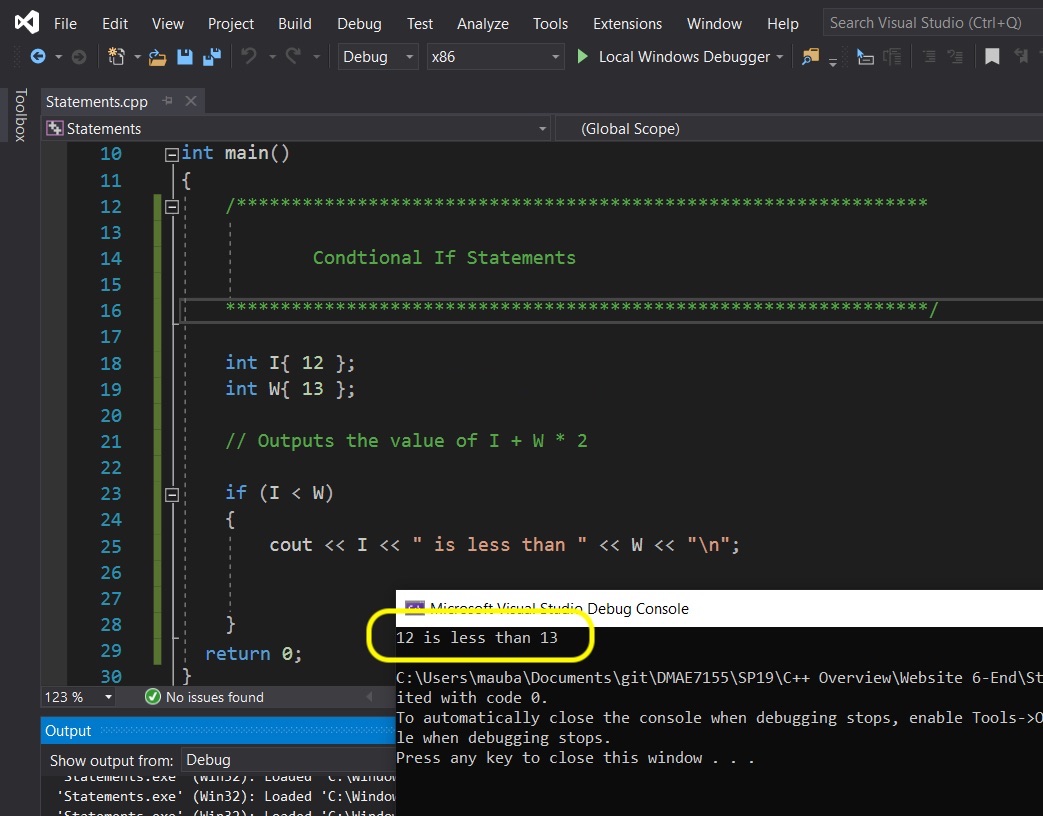 File Edit View Project Build Debug Test Analyze Tools Extensions Window Help Search Visual Studio (Ctrl+Q)
Debug x86 Local Windows Debugger
Toolbox
Statements.cpp
Statements (Global Scope)
10 int main()
11 {
12 /***************************************************************
13
14 Condtional If Statements
15
16 ****************************************************************/
17
18 int I{ 12 };
19 int W{ 13 };
20
21 // Outputs the value of I + W * 2
22
23 if (I < W)
24 {
25 cout << I << " is less than " << W << "\n";
26
27
28 }
29 return 0;
30 }
Microsoft Visual Studio Debug Console
12 is less than 13
C:\Users\mauba\Documents\git\DMAE7155\SP19\C++ Overview\Website 6-End\St
ited with code 0.
To automatically close the console when debugging stops, enable Tools->O
le when debugging stops.
Press any key to close this window . . .
123 % No issues found
Output
Show output from: Debug
'Statements.exe' (Win32): Loaded 'C:\Window
'Statements.exe' (Win32): Loaded 'C:\Window
'Statements.exe' (Win32): Loaded 'C:\Window